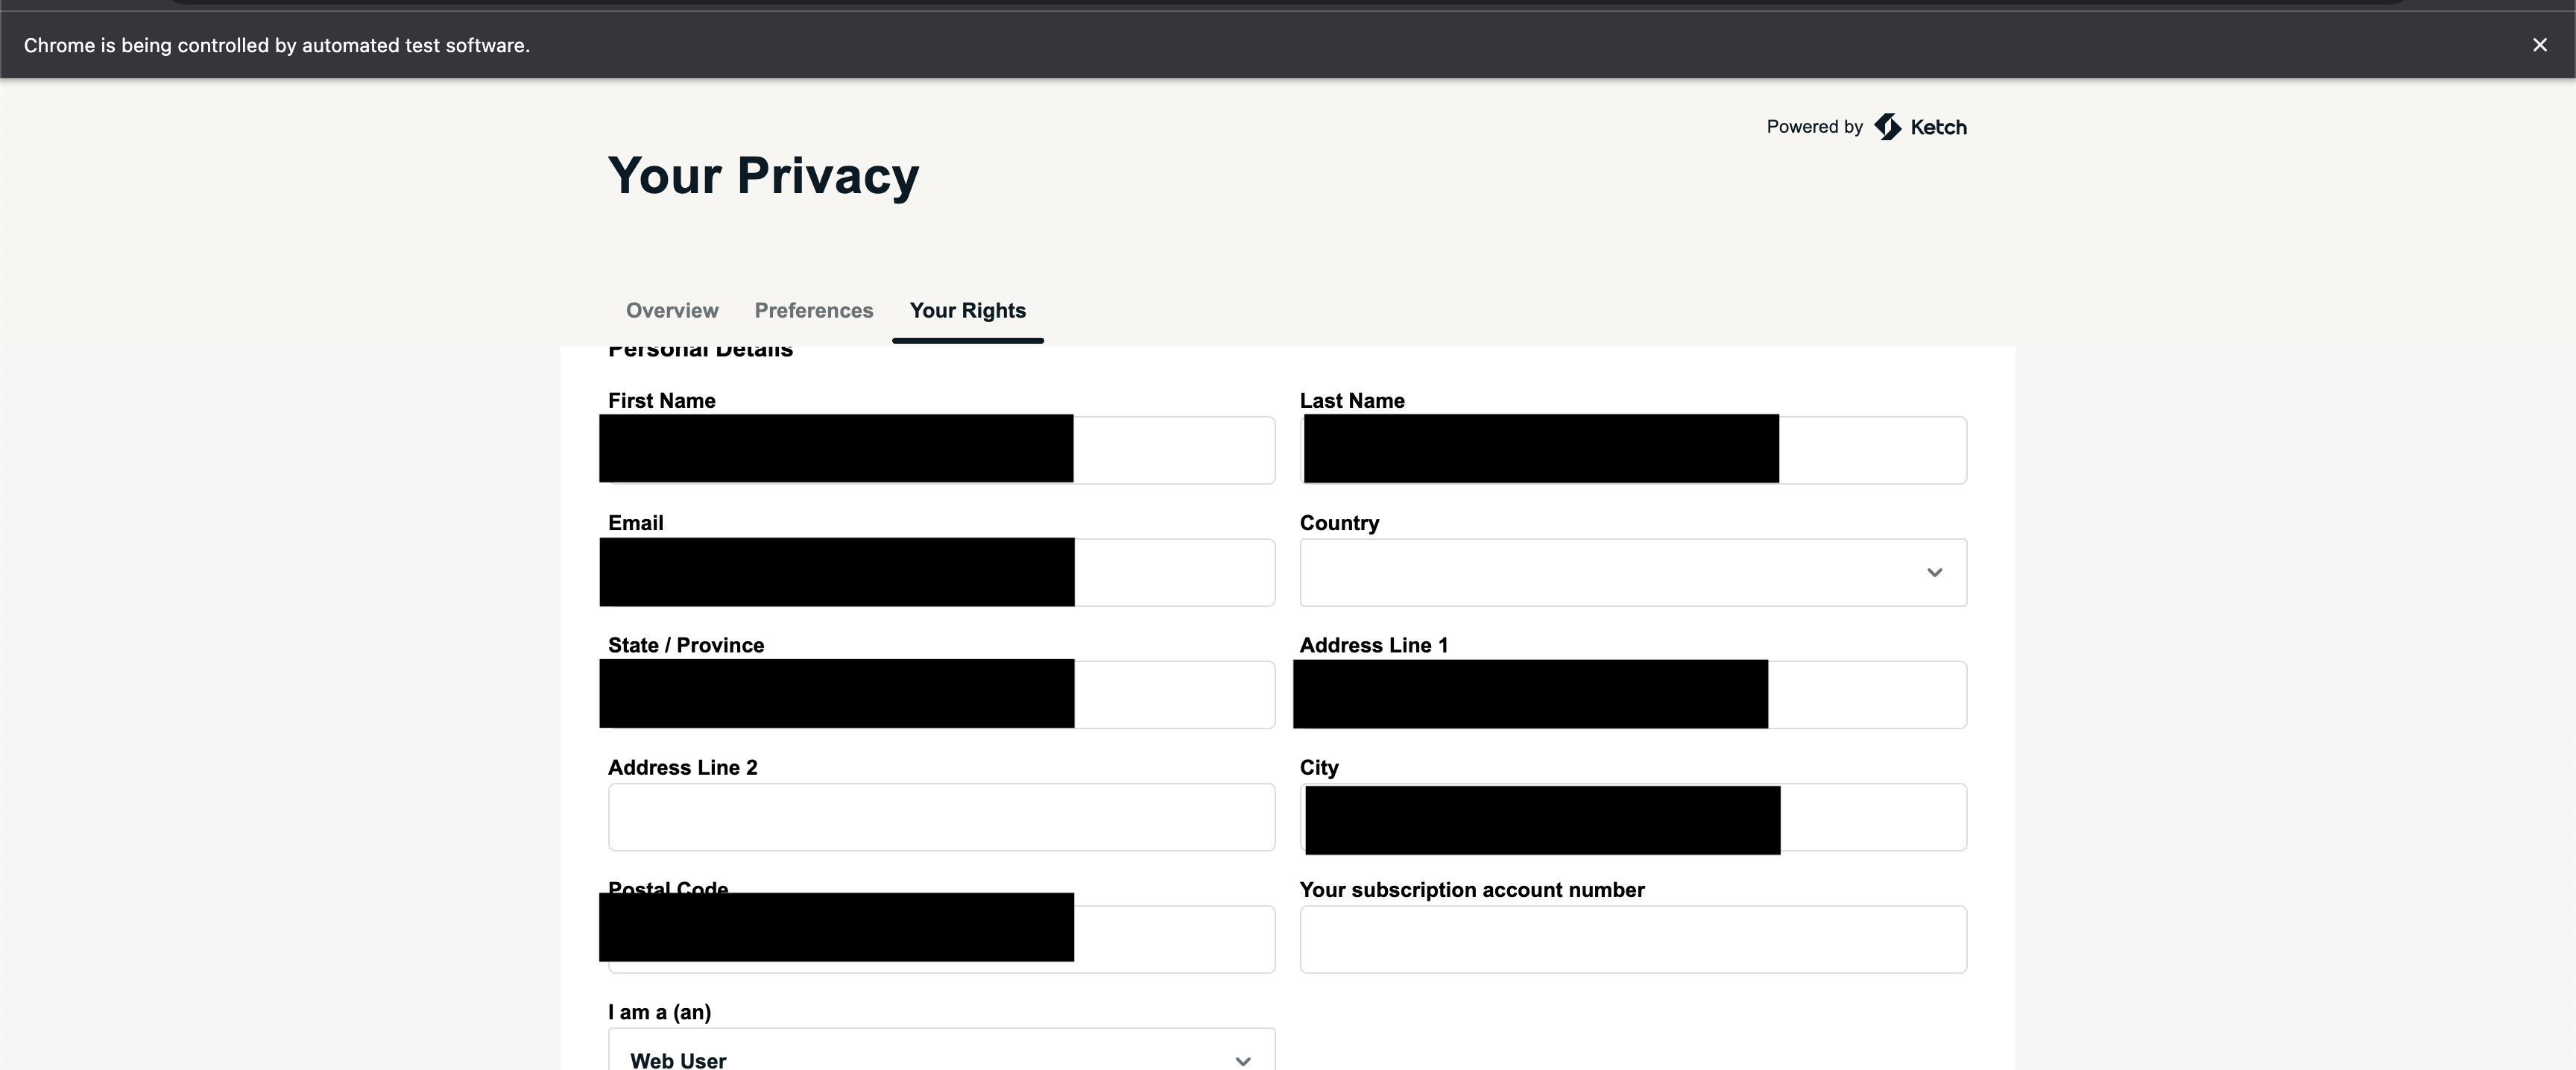 Chrome is being controlled by automated test software.
Powered by Ketch
Your Privacy
Overview Preferences Your Rights
Personal Details
First Name Last Name
Email Country
State / Province Address Line 1
Address Line 2 City
Postal Code Your subscription account number
I am a (an)
Web User